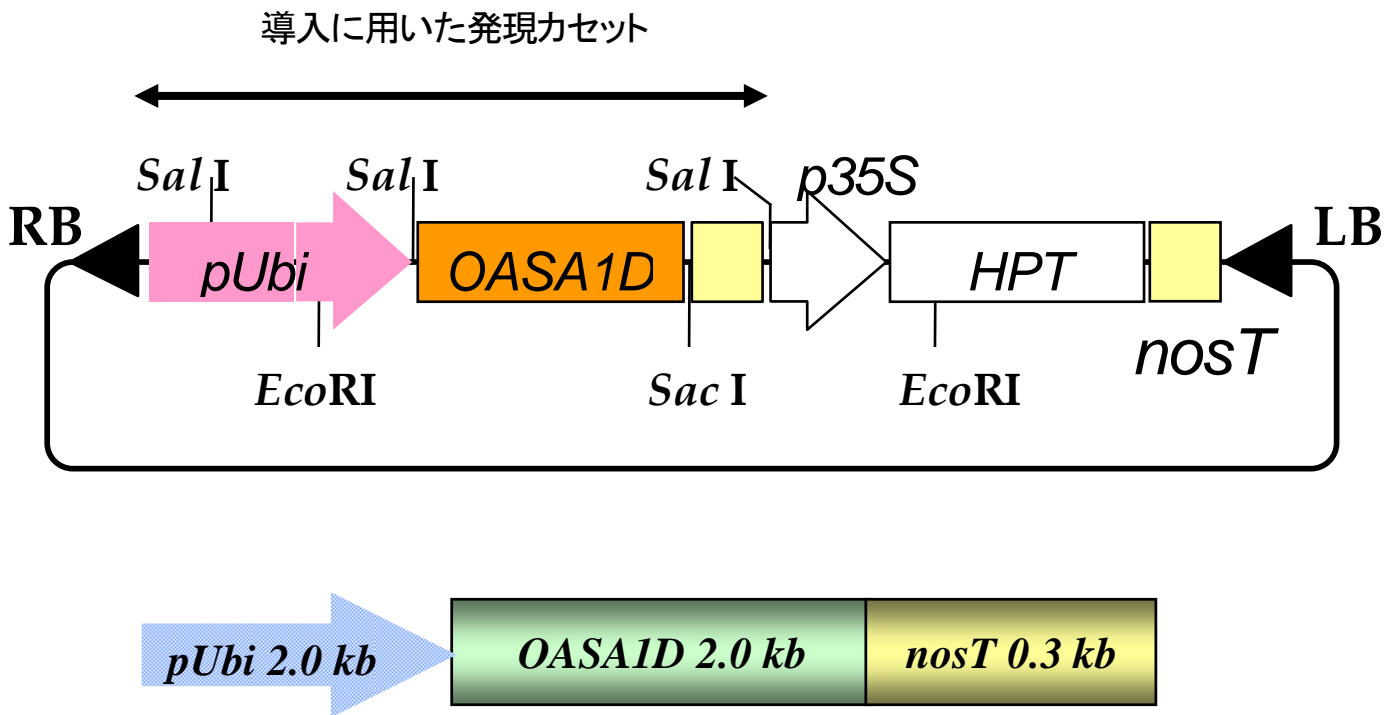 導入に用いた発現カセット
Sal I Sal I Sal I p35S
RB LB
pUbi OASA1D HPT
nosT
EcoRI Sac I EcoRI
pUbi 2.0 kb OASA1D 2.0 kb nosT 0.3 kb